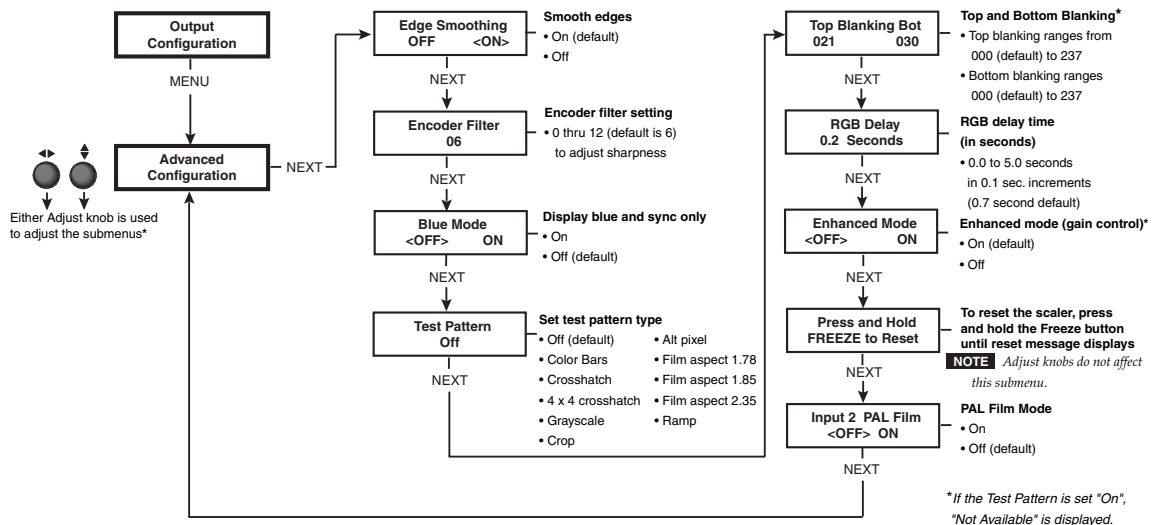 Output
Configuration
MENU
Advanced
Configuration
NEXT
Either Adjust knob is used
to adjust the submenus*
Edge Smoothing
OFF <ON>
Smooth edges
• On (default)
• Off
NEXT
Encoder Filter
06
Encoder filter setting
• 0 thru 12 (default is 6)
to adjust sharpness
NEXT
Blue Mode
<OFF> ON
Display blue and sync only
• On
• Off (default)
NEXT
Test Pattern
Off
Set test pattern type
• Off (default)
• Color Bars
• Crosshatch
• 4 x 4 crosshatch
• Grayscale
• Crop
• Alt pixel
• Film aspect 1.78
• Film aspect 1.85
• Film aspect 2.35
• Ramp
NEXT
Top Blanking Bot
021 030
Top and Bottom Blanking*
• Top blanking ranges from
000 (default) to 237
• Bottom blanking ranges
000 (default) to 237
NEXT
RGB Delay
0.2 Seconds
RGB delay time
(in seconds)
• 0.0 to 5.0 seconds
in 0.1 sec. increments
(0.7 second default)
NEXT
Enhanced Mode
<OFF> ON
Enhanced mode (gain control)*
• On (default)
• Off
NEXT
Press and Hold
FREEZE to Reset
To reset the scaler, press
and hold the Freeze button
until reset message displays
NOTE Adjust knobs do not affect
this submenu.
NEXT
Input 2 PAL Film
<OFF> ON
PAL Film Mode
• On
• Off (default)
NEXT
*If the Test Pattern is set "On",
"Not Available" is displayed.